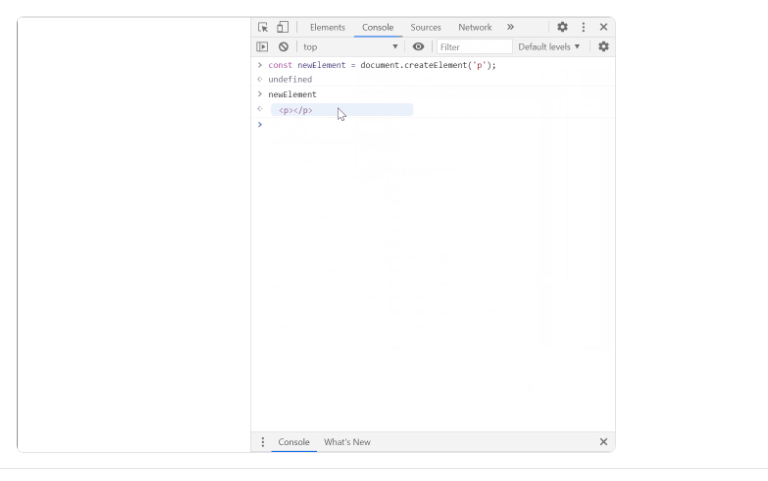 Elements Console Sources Network »
top ▼ Filter Default levels ▼
> const newElement = document.createElement('p');
< undefined
> newElement
< <p></p>
>
Console What's New